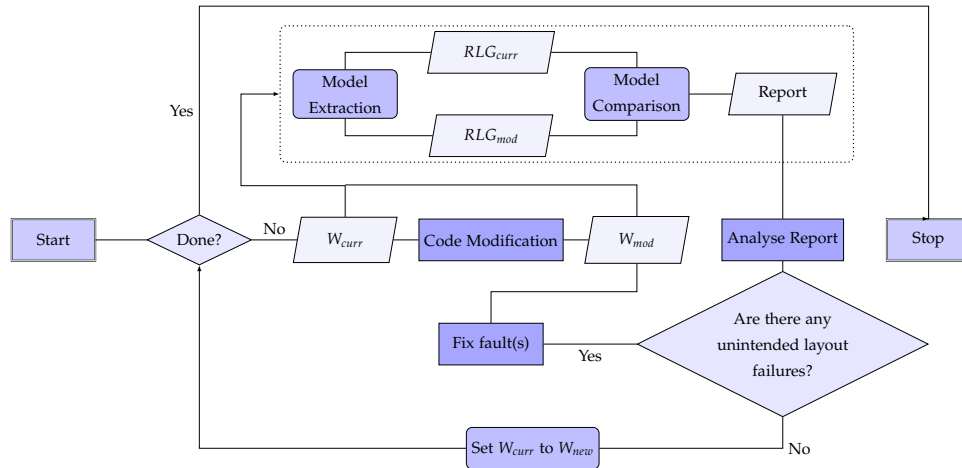 RLG_curr
Model
Extraction
Model
Comparison
Report
Yes
RLG_mod
Start
Done?
No
W_curr
Code Modification
W_mod
Analyse Report
Stop
Are there any
unintended layout
failures?
Fix fault(s)
Yes
Set W_curr to W_new
No